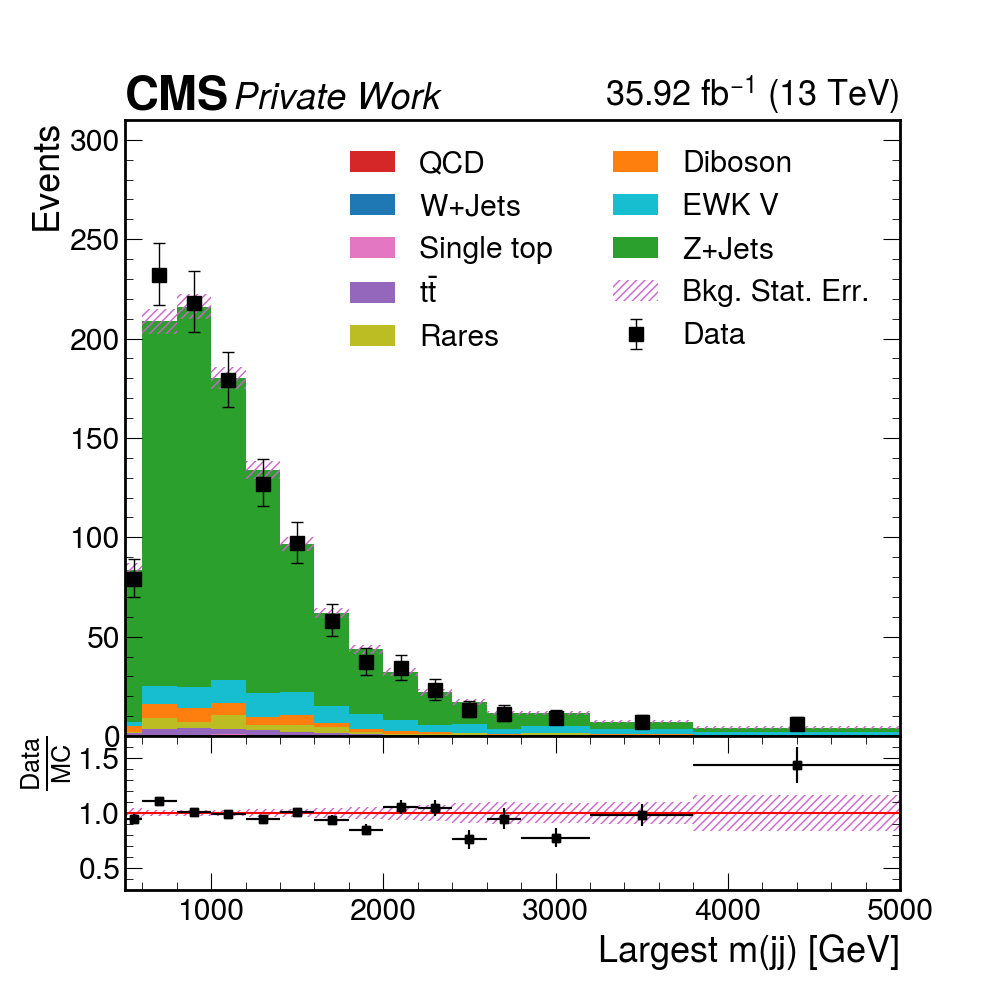 CMS Private Work 35.92 fb⁻¹ (13 TeV)
Events
300
250
200
150
100
50
0
QCD
W+Jets
Single top
tt̄
Rares
Diboson
EWK V
Z+Jets
Bkg. Stat. Err.
Data
Data
MC
1.5
1.0
0.5
1000 2000 3000 4000 5000
Largest m(jj) [GeV]